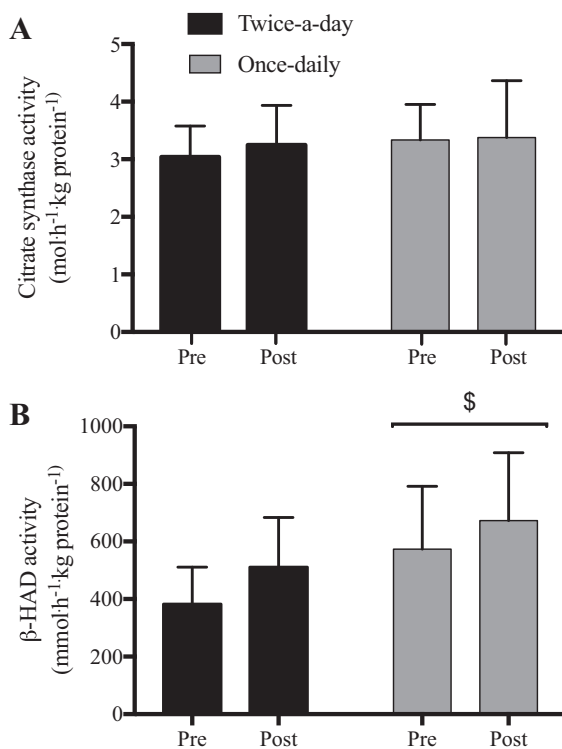 A
Twice-a-day
Once-daily
Citrate synthase activity
(mol·h⁻¹·kg protein⁻¹)
5
4
3
2
1
0
Pre
Post
Pre
Post
B
$
β-HAD activity
(mmol·h⁻¹·kg protein⁻¹)
1000
800
600
400
200
0
Pre
Post
Pre
Post